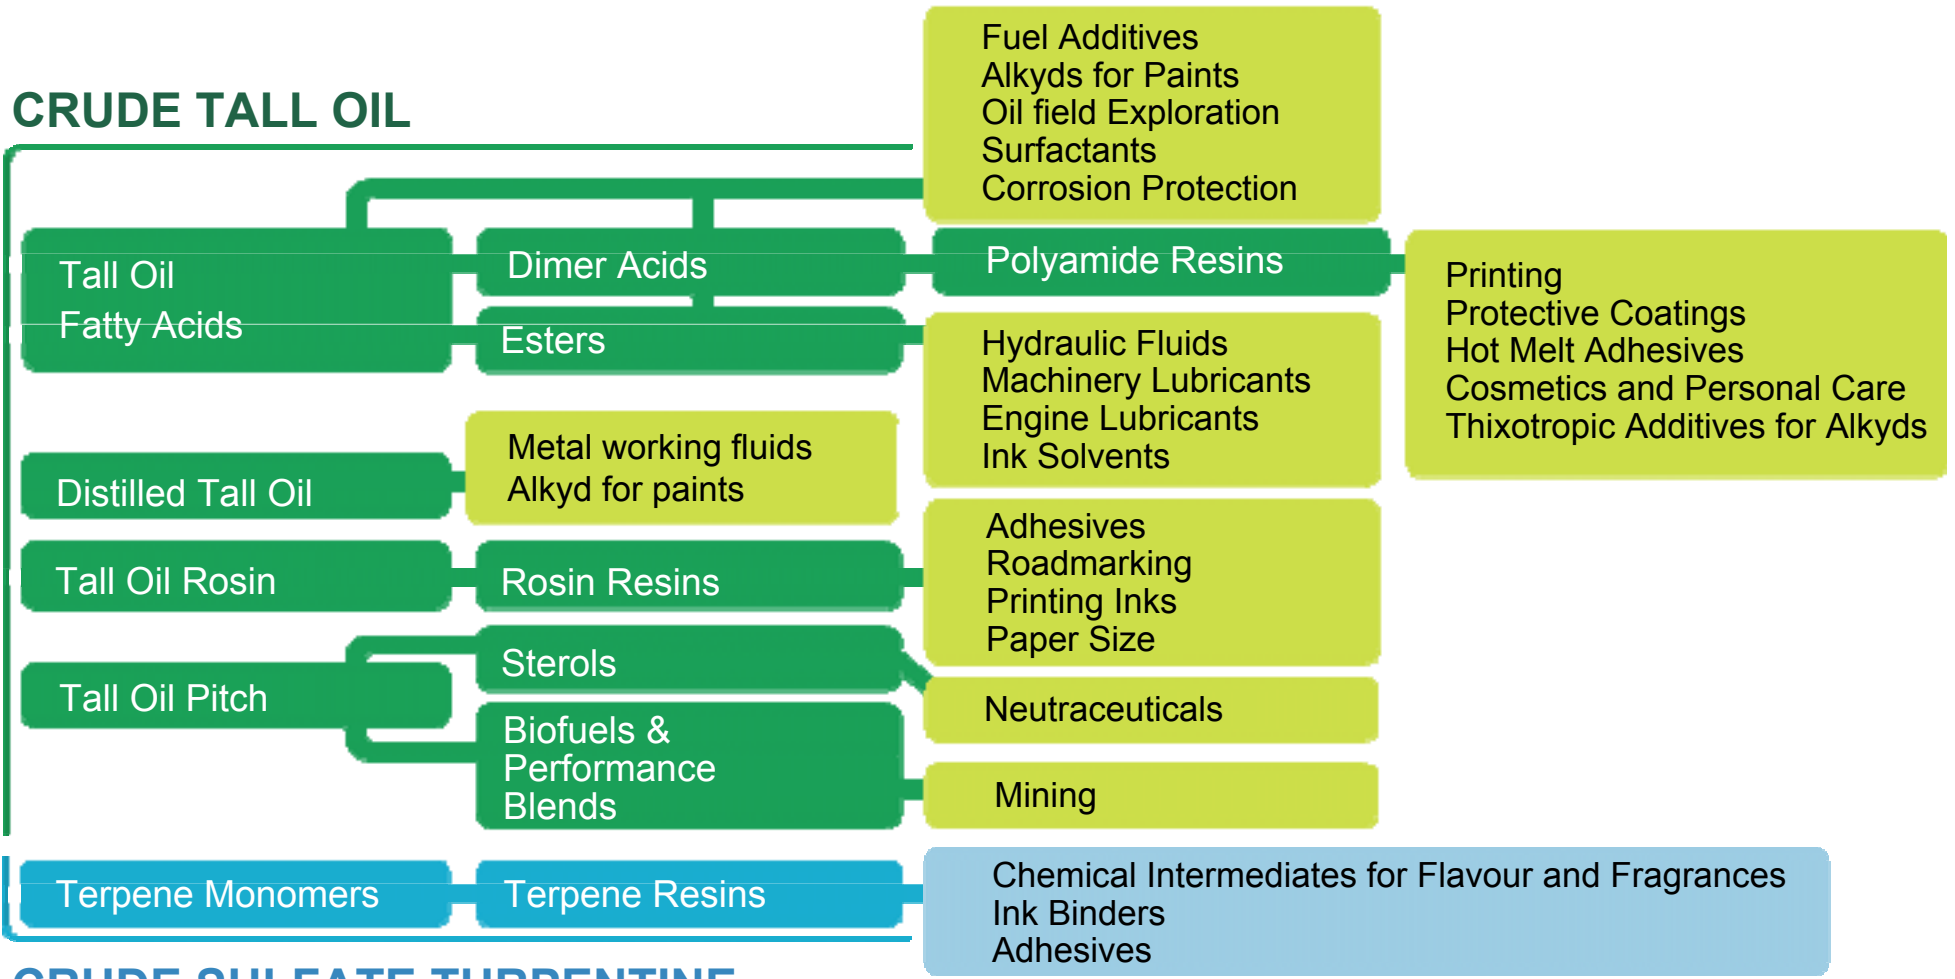 CRUDE TALL OIL
Fuel Additives
Alkyds for Paints
Oil field Exploration
Surfactants
Corrosion Protection
Tall Oil
Fatty Acids
Dimer Acids
Polyamide Resins
Printing
Protective Coatings
Hot Melt Adhesives
Cosmetics and Personal Care
Thixotropic Additives for Alkyds
Esters
Hydraulic Fluids
Machinery Lubricants
Engine Lubricants
Ink Solvents
Distilled Tall Oil
Metal working fluids
Alkyd for paints
Tall Oil Rosin
Rosin Resins
Adhesives
Roadmarking
Printing Inks
Paper Size
Tall Oil Pitch
Sterols
Neutraceuticals
Biofuels &
Performance
Blends
Mining
Terpene Monomers
Terpene Resins
Chemical Intermediates for Flavour and Fragrances
Ink Binders
Adhesives
CRUDE SULFATE TURPENTINE